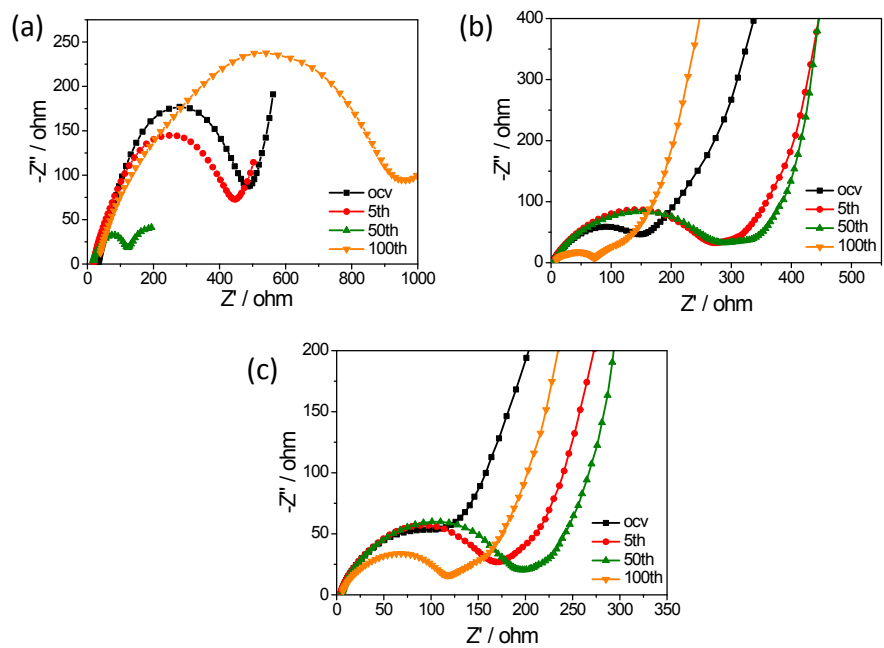 (a)
-Z" / ohm
250
200
150
100
50
0
0 200 400 600 800 1000
Z' / ohm
ocv
5th
50th
100th
(b)
-Z" / ohm
400
300
200
100
0
0 100 200 300 400 500
Z' / ohm
ocv
5th
50th
100th
(c)
-Z" / ohm
200
150
100
50
0
0 50 100 150 200 250 300 350
Z' / ohm
ocv
5th
50th
100th